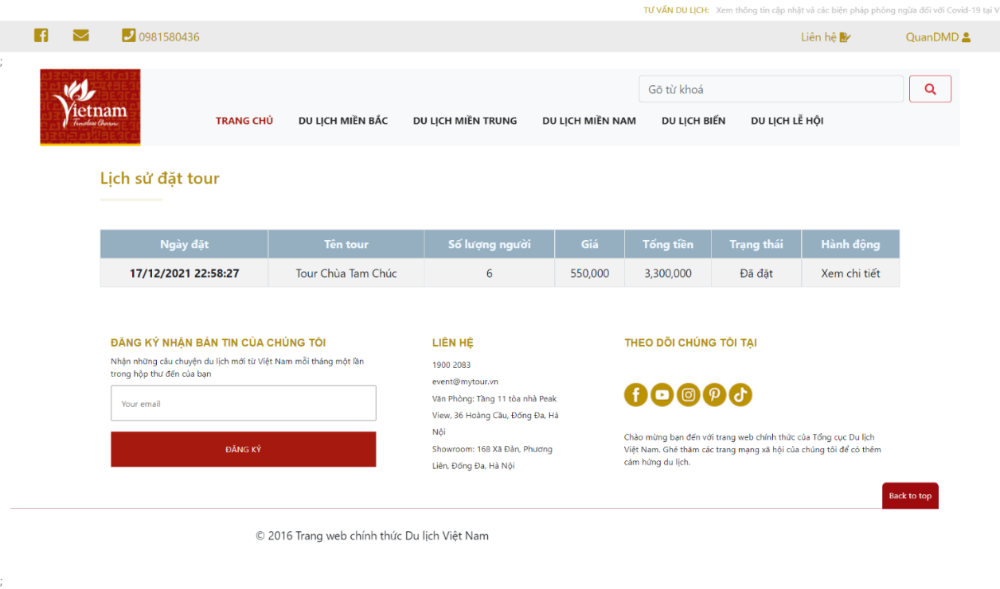 TƯ VẤN DU LỊCH: Xem thông tin cập nhật và các biện pháp phòng ngừa đối với Covid-19 tại V
0981580436
Liên hệ
QuanDMD
;
Vietnam
Timeless Charm
Gõ từ khoá
TRANG CHỦ
DU LỊCH MIỀN BẮC
DU LỊCH MIỀN TRUNG
DU LỊCH MIỀN NAM
DU LỊCH BIỂN
DU LỊCH LỄ HỘI
Lịch sử đặt tour
Ngày đặt Tên tour Số lượng người Giá Tổng tiền Trạng thái Hành động
17/12/2021 22:58:27 Tour Chùa Tam Chúc 6 550,000 3,300,000 Đã đặt Xem chi tiết
ĐĂNG KÝ NHẬN BẢN TIN CỦA CHÚNG TÔI
Nhận những câu chuyện du lịch mới từ Việt Nam mỗi tháng một lần
trong hộp thư đến của bạn
Your email
ĐĂNG KÝ
LIÊN HỆ
1900 2083
event@mytour.vn
Văn Phòng: Tầng 11 tòa nhà Peak
View, 36 Hoàng Cầu, Đống Đa, Hà
Nội
Showroom: 168 Xã Đàn, Phương
Liên, Đống Đa, Hà Nội
THEO DÕI CHÚNG TÔI TẠI
Chào mừng bạn đến với trang web chính thức của Tổng cục Du lịch
Việt Nam. Ghé thăm các trang mạng xã hội của chúng tôi để có thêm
cảm hứng du lịch.
Back to top
© 2016 Trang web chính thức Du lịch Việt Nam
;